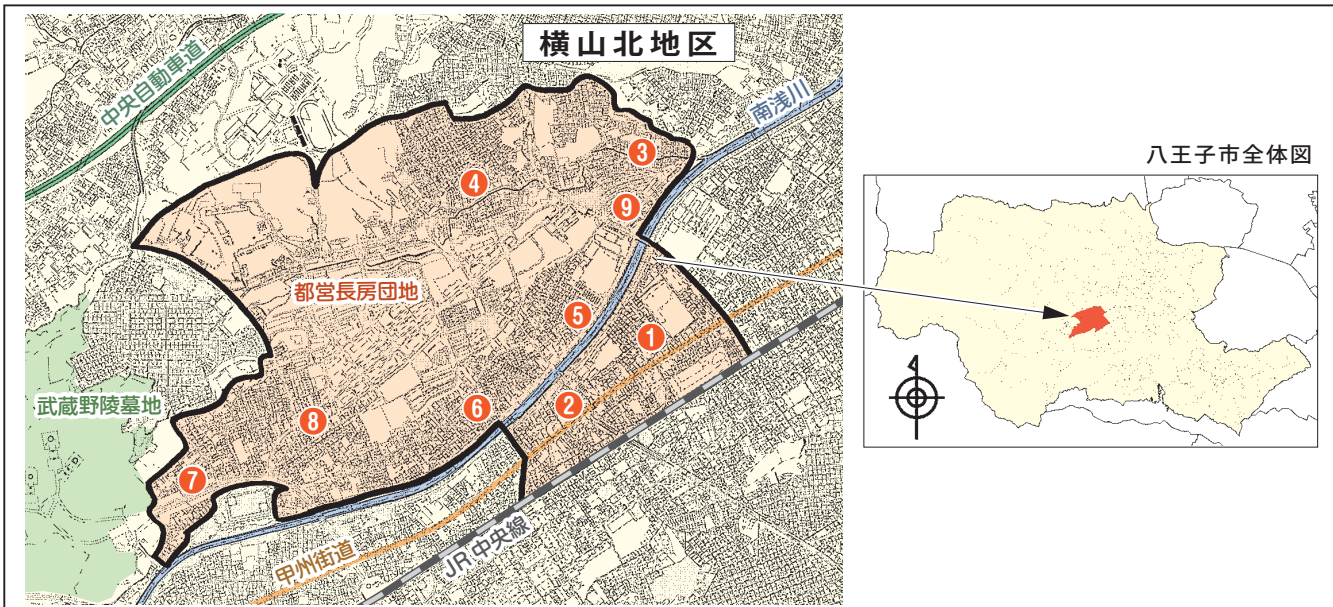 横山北地区
中央自動車道
南浅川
八王子市全体図
3
4
9
都営長房団地
5
1
武蔵野陵墓地
8
6
2
7
甲州街道
JR中央線